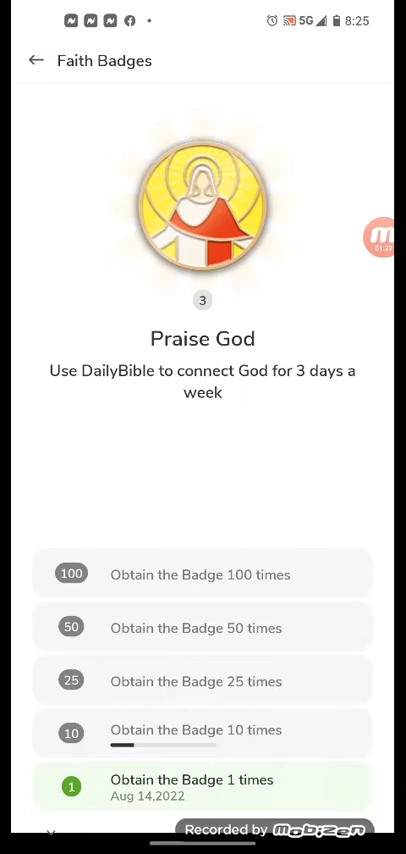 5G 8:25
Faith Badges
m
01:33
3
Praise God
Use DailyBible to connect God for 3 days a
week
100 Obtain the Badge 100 times
50 Obtain the Badge 50 times
25 Obtain the Badge 25 times
10 Obtain the Badge 10 times
1 Obtain the Badge 1 times
Aug 14,2022
Recorded by mobizen